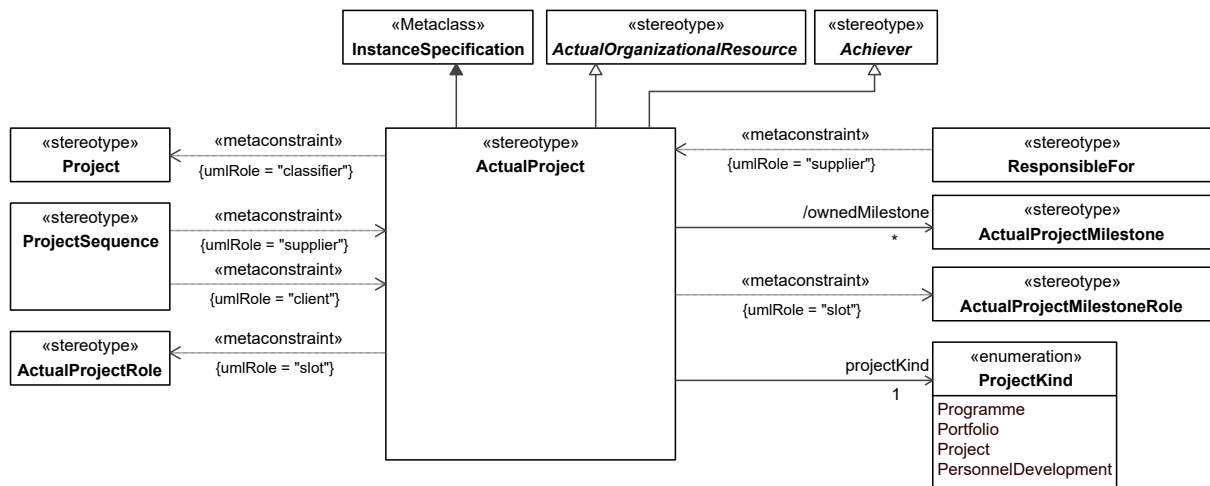 «Metaclass»
InstanceSpecification
«stereotype»
ActualOrganizationalResource
«stereotype»
Achiever
«stereotype»
Project
«metaconstraint»
{umlRole = "classifier"}
«stereotype»
ActualProject
«metaconstraint»
{umlRole = "supplier"}
«stereotype»
ResponsibleFor
«stereotype»
ProjectSequence
«metaconstraint»
{umlRole = "supplier"}
«metaconstraint»
{umlRole = "client"}
/ownedMilestone
*
«stereotype»
ActualProjectMilestone
«metaconstraint»
{umlRole = "slot"}
«stereotype»
ActualProjectMilestoneRole
«stereotype»
ActualProjectRole
«metaconstraint»
{umlRole = "slot"}
projectKind
1
«enumeration»
ProjectKind
Programme
Portfolio
Project
PersonnelDevelopment